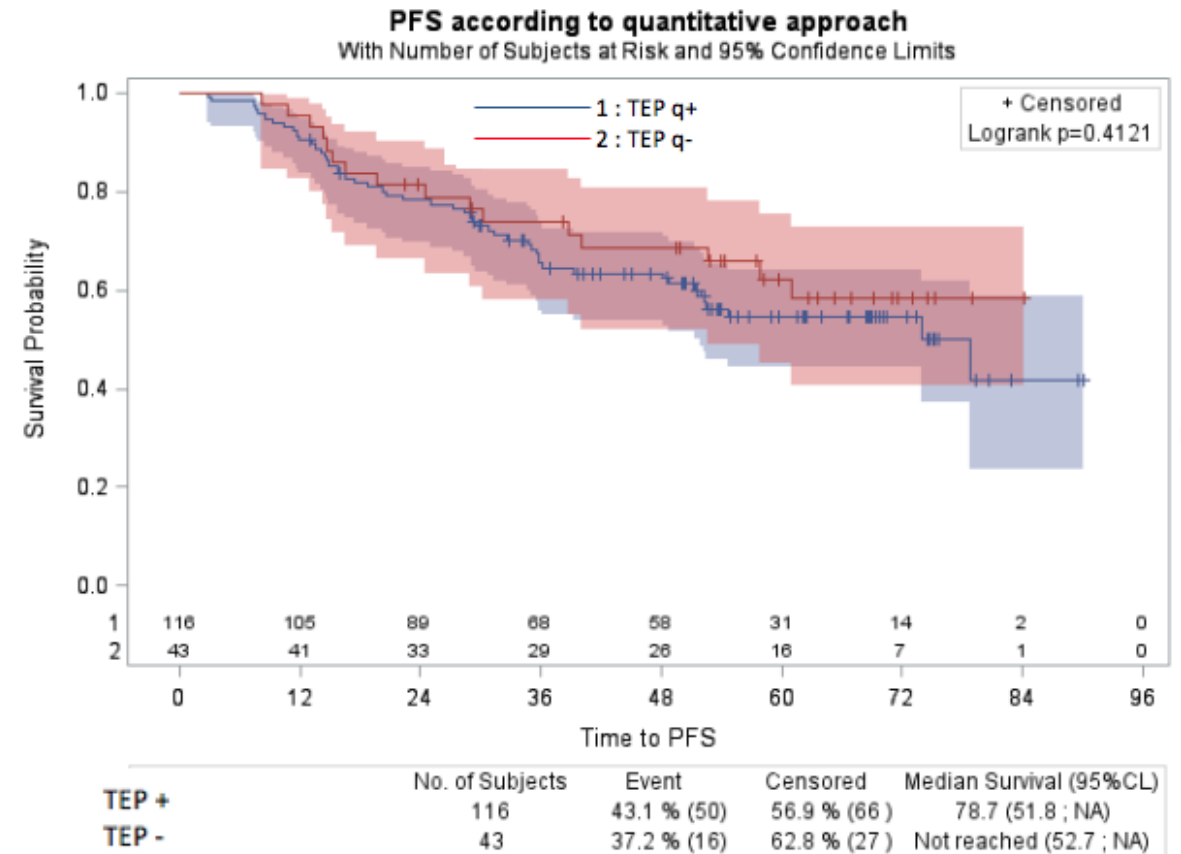 PFS according to quantitative approach
With Number of Subjects at Risk and 95% Confidence Limits
1 : TEP q+
2 : TEP q-
+ Censored
Logrank p=0.4121
Survival Probability
1.0
0.8
0.6
0.4
0.2
0.0
1 116 105 89 68 58 31 14 2 0
2 43 41 33 29 26 16 7 1 0
0 12 24 36 48 60 72 84 96
Time to PFS
No. of Subjects Event Censored Median Survival (95%CL)
TEP + 116 43.1 % (50) 56.9 % (66 ) 78.7 (51.8 ; NA)
TEP - 43 37.2 % (16) 62.8 % (27 ) Not reached (52.7 ; NA)